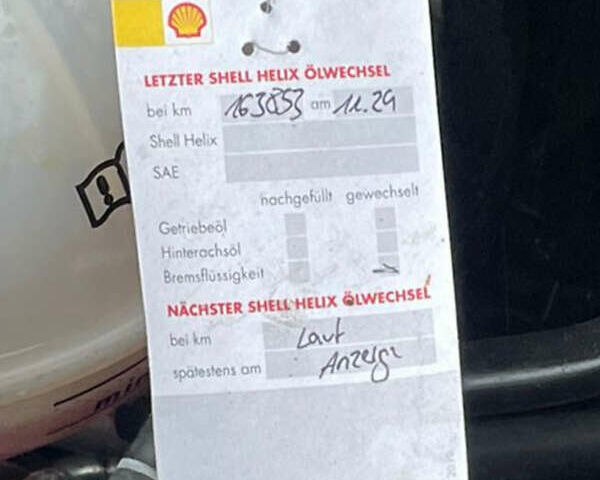 LETZTER SHELL HELIX ÖLWECHSEL
bei km 163853 am 11.24
Shell Helix
SAE
nachgefüllt gewechselt
Getriebeöl
Hinterachsöl
Bremsflüssigkeit
NÄCHSTER SHELL HELIX ÖLWECHSEL
bei km Laut
spätestens am Anzeige
min